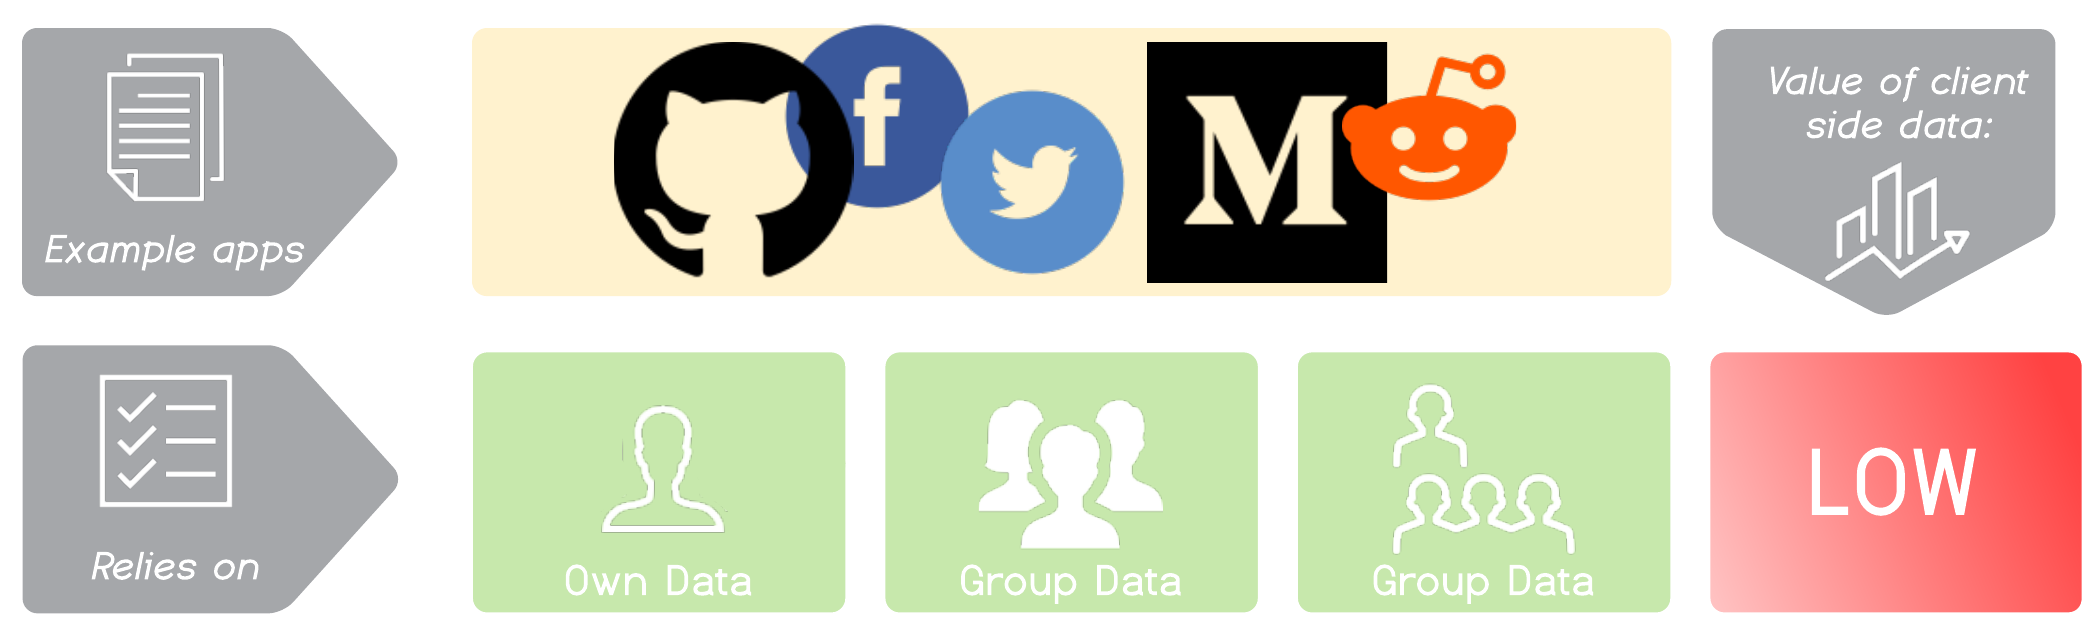 Example apps
f
M
Value of client
side data:
Relies on
Own Data
Group Data
Group Data
LOW